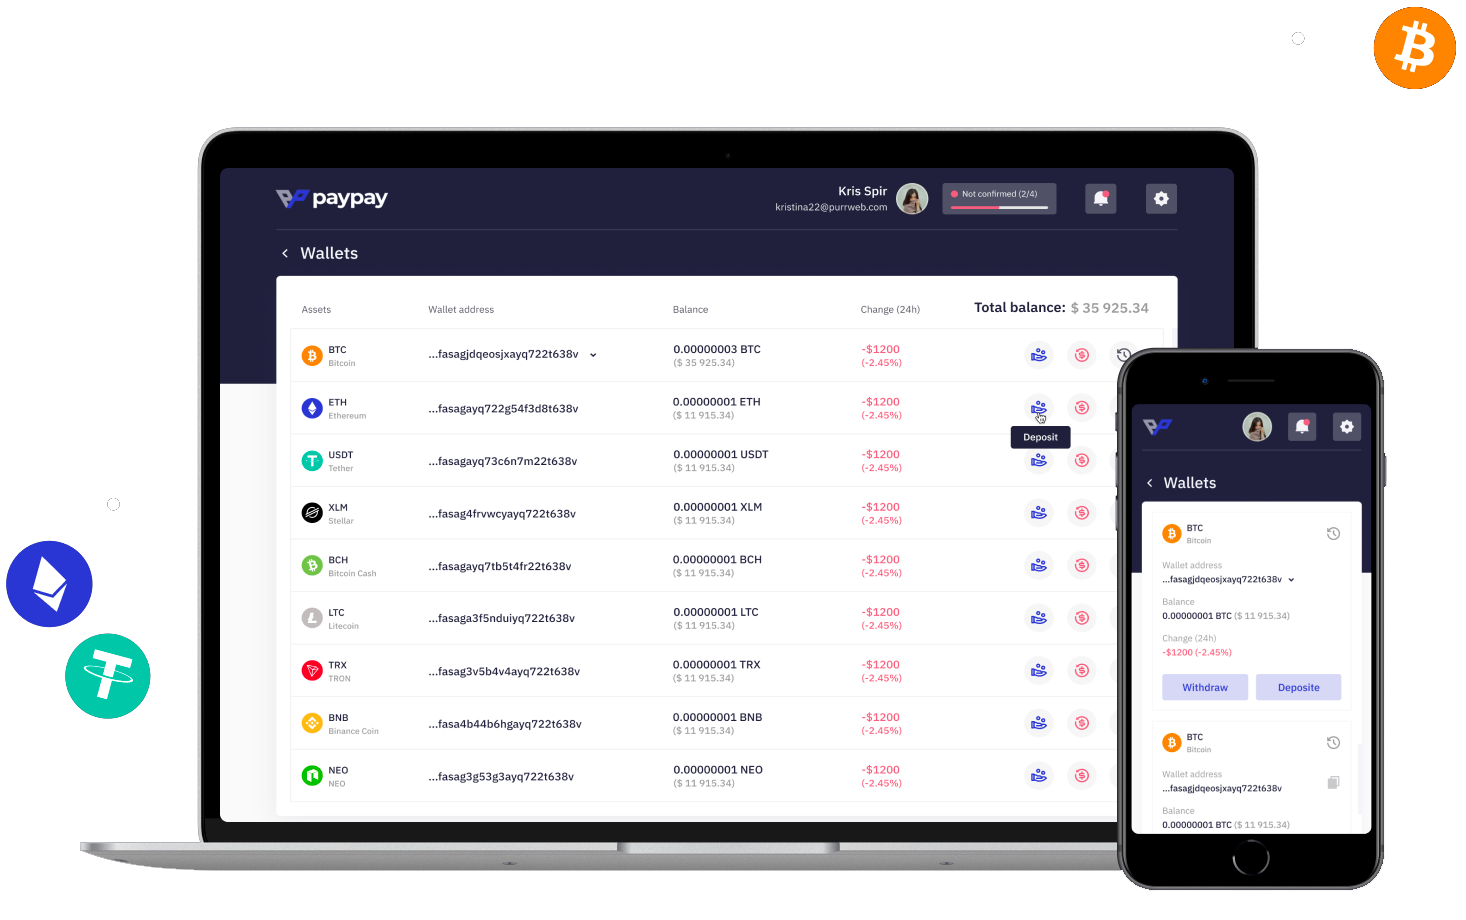 paypay
Kris Spir
kristina22@purrweb.com
Not confirmed (2/4)
Wallets
Assets
Wallet address
Balance
Change (24h)
Total balance: $ 35 925.34
BTC
Bitcoin
...fasagjdqeosjxayq722t638v
0.00000003 BTC
($ 35 925.34)
-$1200
(-2.45%)
ETH
Ethereum
...fasagayq722g54f3d8t638v
0.00000001 ETH
($ 11 915.34)
-$1200
(-2.45%)
Deposit
USDT
Tether
...fasagayq73c6n7m22t638v
0.00000001 USDT
($ 11 915.34)
-$1200
(-2.45%)
XLM
Stellar
...fasag4frvwcyayq722t638v
0.00000001 XLM
($ 11 915.34)
-$1200
(-2.45%)
BCH
Bitcoin Cash
...fasagayq7tb5t4fr22t638v
0.00000001 BCH
($ 11 915.34)
-$1200
(-2.45%)
LTC
Litecoin
...fasaga3f5nduiyq722t638v
0.00000001 LTC
($ 11 915.34)
-$1200
(-2.45%)
TRX
TRON
...fasag3v5b4v4ayq722t638v
0.00000001 TRX
($ 11 915.34)
-$1200
(-2.45%)
BNB
Binance Coin
...fasa4b44b6hgayq722t638v
0.00000001 BNB
($ 11 915.34)
-$1200
(-2.45%)
NEO
NEO
...fasag3g53g3ayq722t638v
0.00000001 NEO
($ 11 915.34)
-$1200
(-2.45%)
Wallets
BTC
Bitcoin
Wallet address
...fasagjdqeosjxayq722t638v
Balance
0.00000001 BTC ($ 11 915.34)
Change (24h)
-$1200 (-2.45%)
Withdraw
Deposite
BTC
Bitcoin
Wallet address
...fasagjdqeosjxayq722t638v
Balance
0.00000001 BTC ($ 11 915.34)